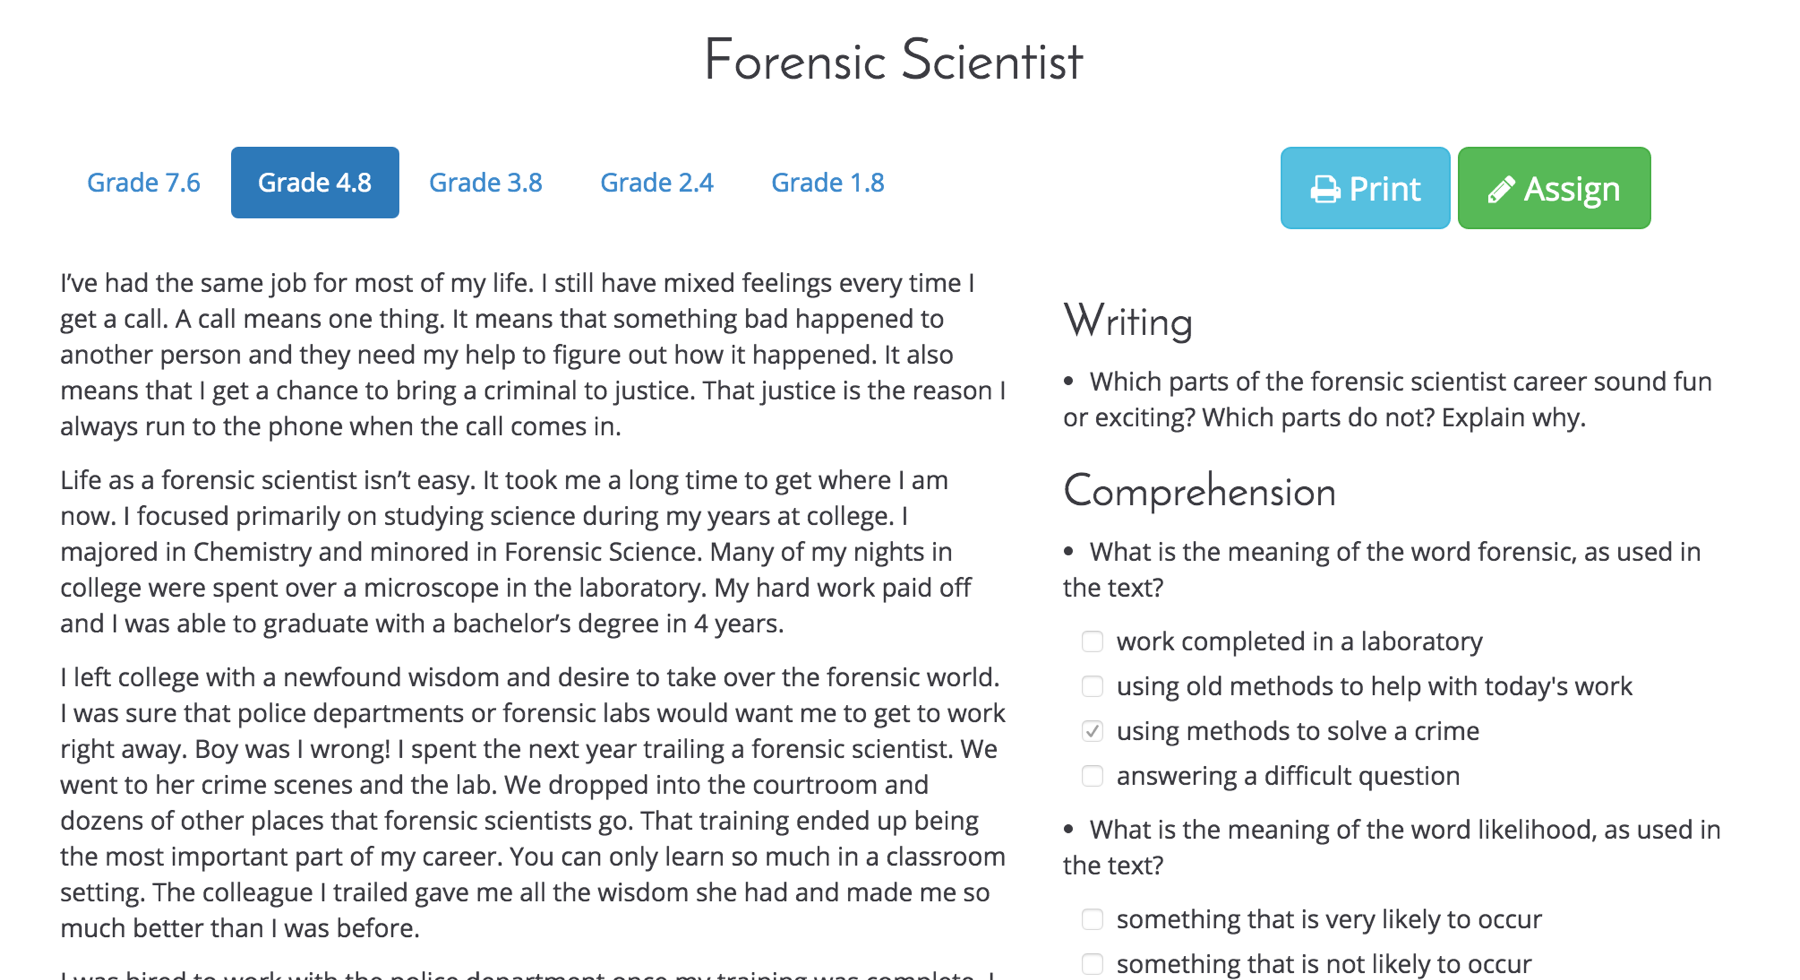 Forensic Scientist
Grade 7.6 Grade 4.8 Grade 3.8 Grade 2.4 Grade 1.8
Print Assign
I’ve had the same job for most of my life. I still have mixed feelings every time I
get a call. A call means one thing. It means that something bad happened to
another person and they need my help to figure out how it happened. It also
means that I get a chance to bring a criminal to justice. That justice is the reason I
always run to the phone when the call comes in.
Life as a forensic scientist isn’t easy. It took me a long time to get where I am
now. I focused primarily on studying science during my years at college. I
majored in Chemistry and minored in Forensic Science. Many of my nights in
college were spent over a microscope in the laboratory. My hard work paid off
and I was able to graduate with a bachelor’s degree in 4 years.
I left college with a newfound wisdom and desire to take over the forensic world.
I was sure that police departments or forensic labs would want me to get to work
right away. Boy was I wrong! I spent the next year trailing a forensic scientist. We
went to her crime scenes and the lab. We dropped into the courtroom and
dozens of other places that forensic scientists go. That training ended up being
the most important part of my career. You can only learn so much in a classroom
setting. The colleague I trailed gave me all the wisdom she had and made me so
much better than I was before.
I was hired to work with the police department once my training was complete. I
Writing
• Which parts of the forensic scientist career sound fun
or exciting? Which parts do not? Explain why.
Comprehension
• What is the meaning of the word forensic, as used in
the text?
work completed in a laboratory
using old methods to help with today's work
using methods to solve a crime
answering a difficult question
• What is the meaning of the word likelihood, as used in
the text?
something that is very likely to occur
something that is not likely to occur